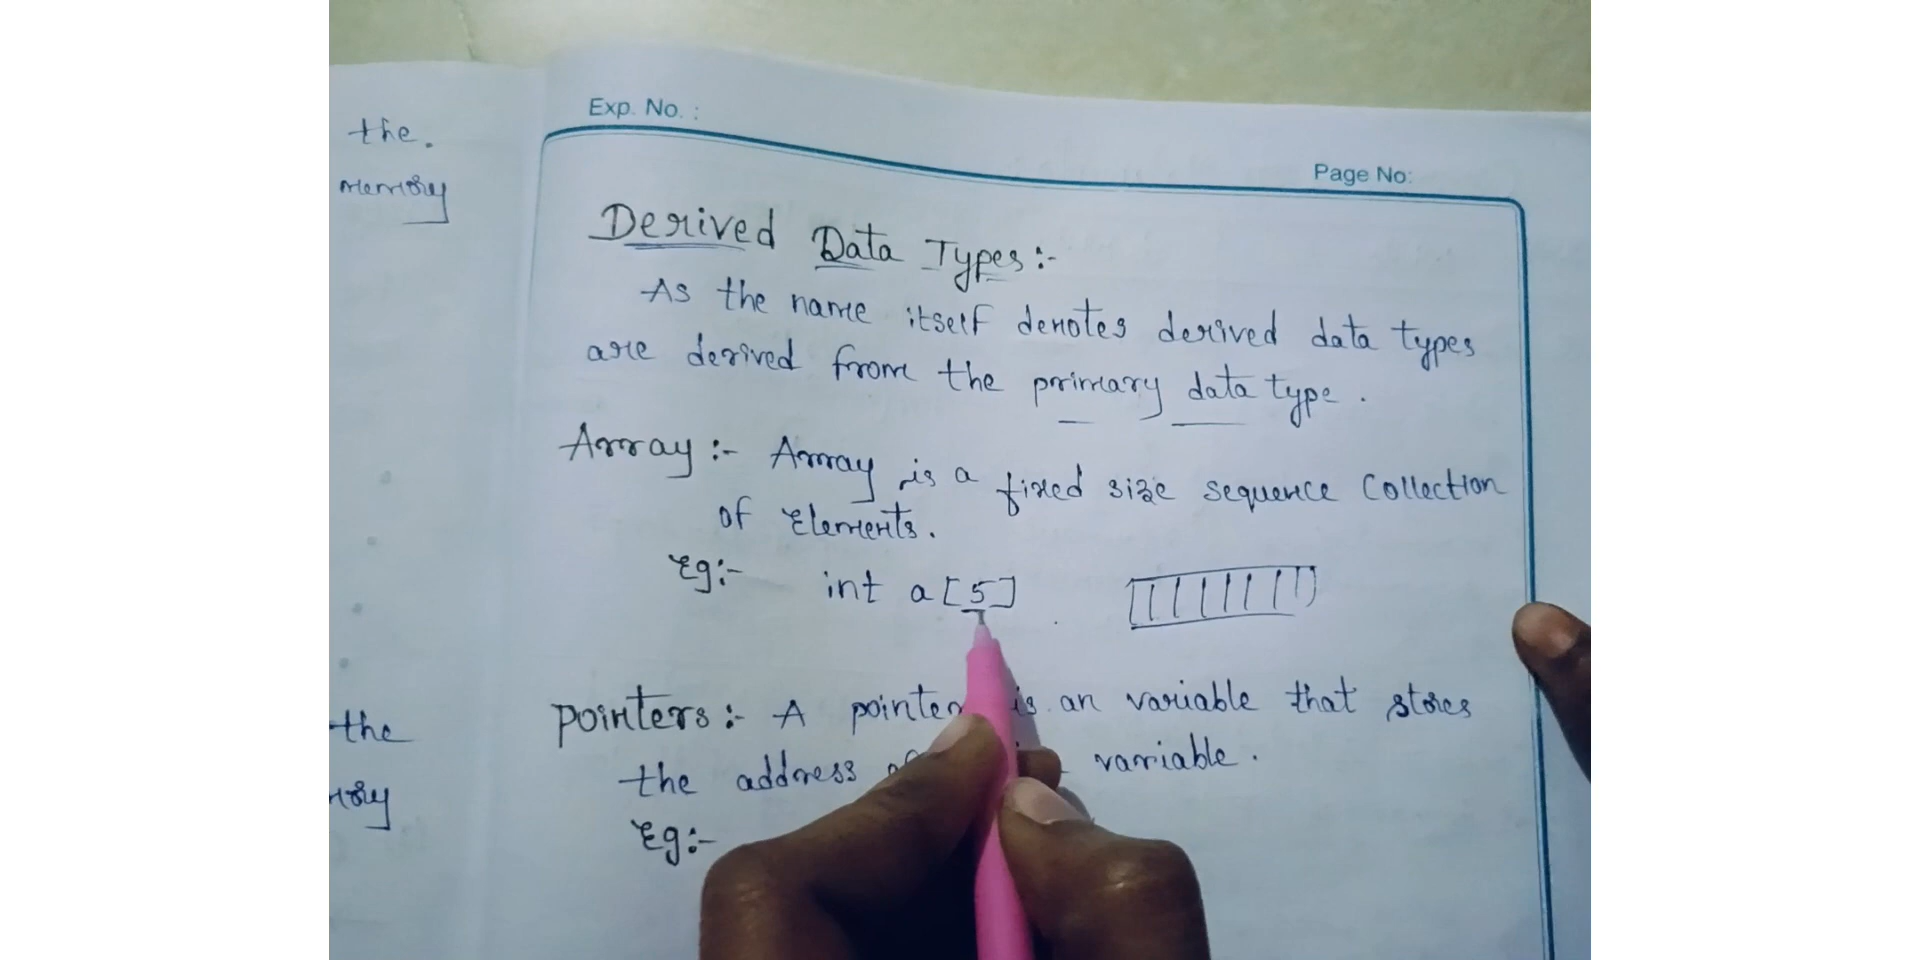 the.
memory
the
Exp. No. :
Page No:
Derived Data Types :-
As the name itself denotes derived data types
are derived from the primary data type.
Array :- Array is a fixed size sequence collection
of Elements.
Eg:- int a[5]
pointers :- A pointer is an variable that stores
the address variable.
Eg:-